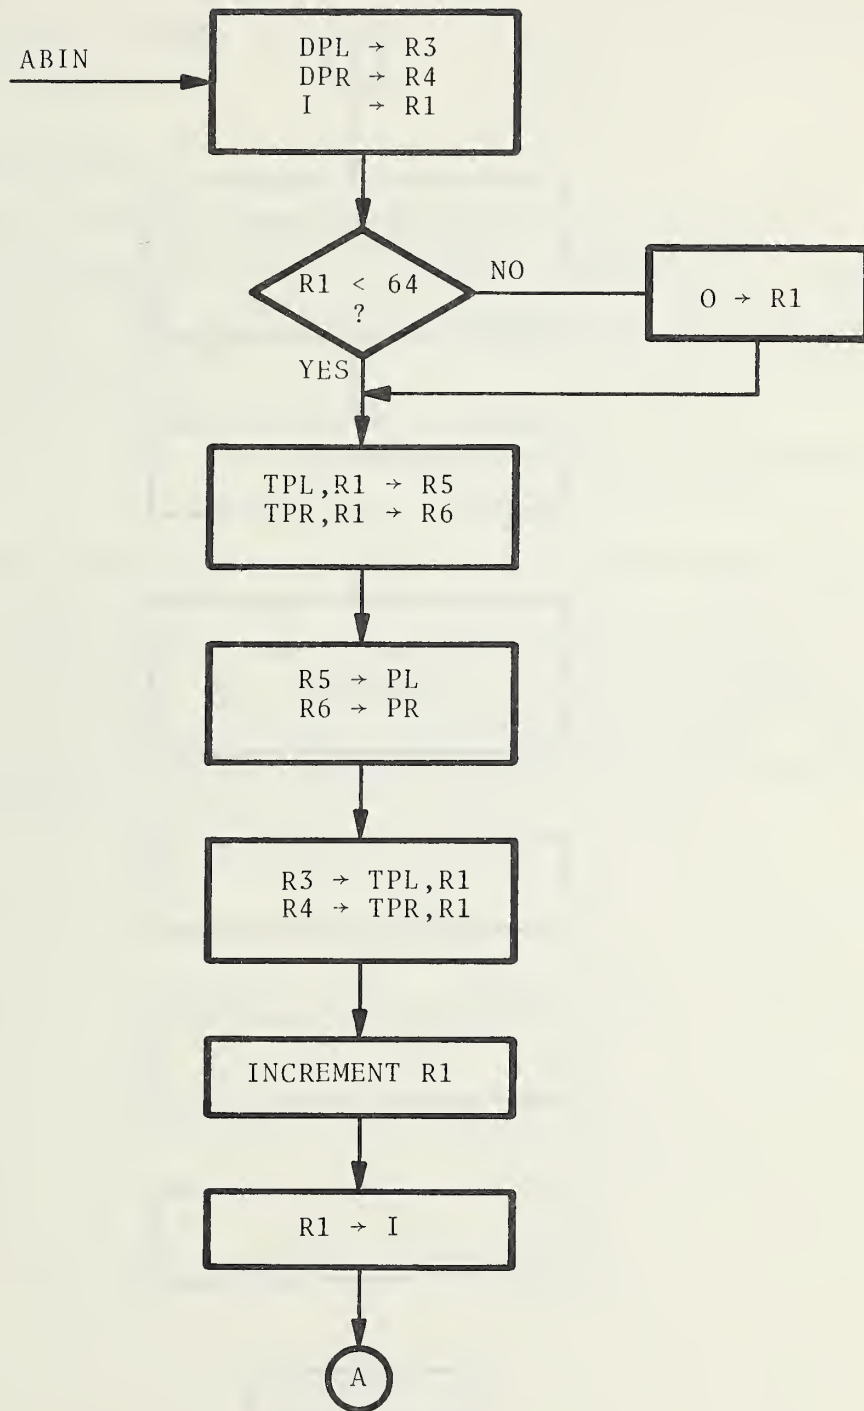 ABIN
DPL → R3
DPR → R4
I → R1
R1 < 64
?
NO
O → R1
YES
TPL,R1 → R5
TPR,R1 → R6
R5 → PL
R6 → PR
R3 → TPL,R1
R4 → TPR,R1
INCREMENT R1
R1 → I
A